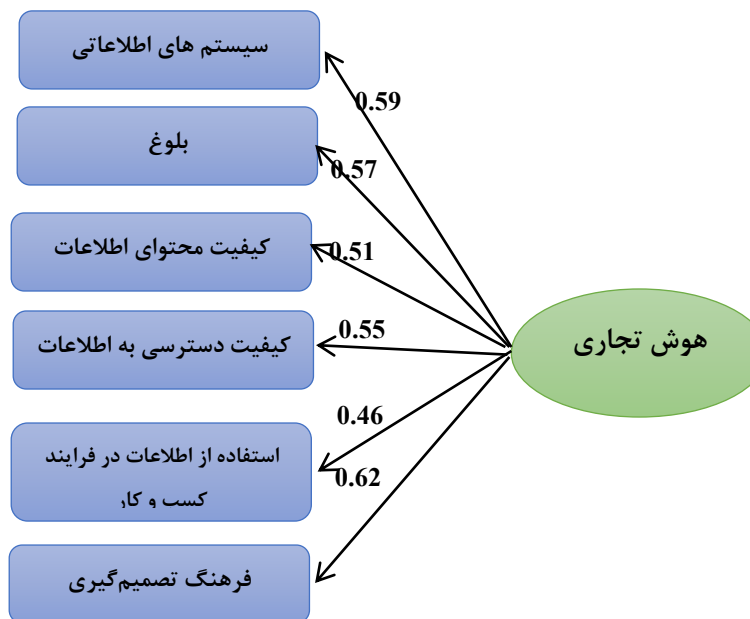 سیستم های اطلاعاتی
0.59
بلوغ
0.57
کیفیت محتوای اطلاعات
0.51
کیفیت دسترسی به اطلاعات
0.55
هوش تجاری
استفاده از اطلاعات در فرایند
کسب و کار
0.46
0.62
فرهنگ تصمیم‌گیری